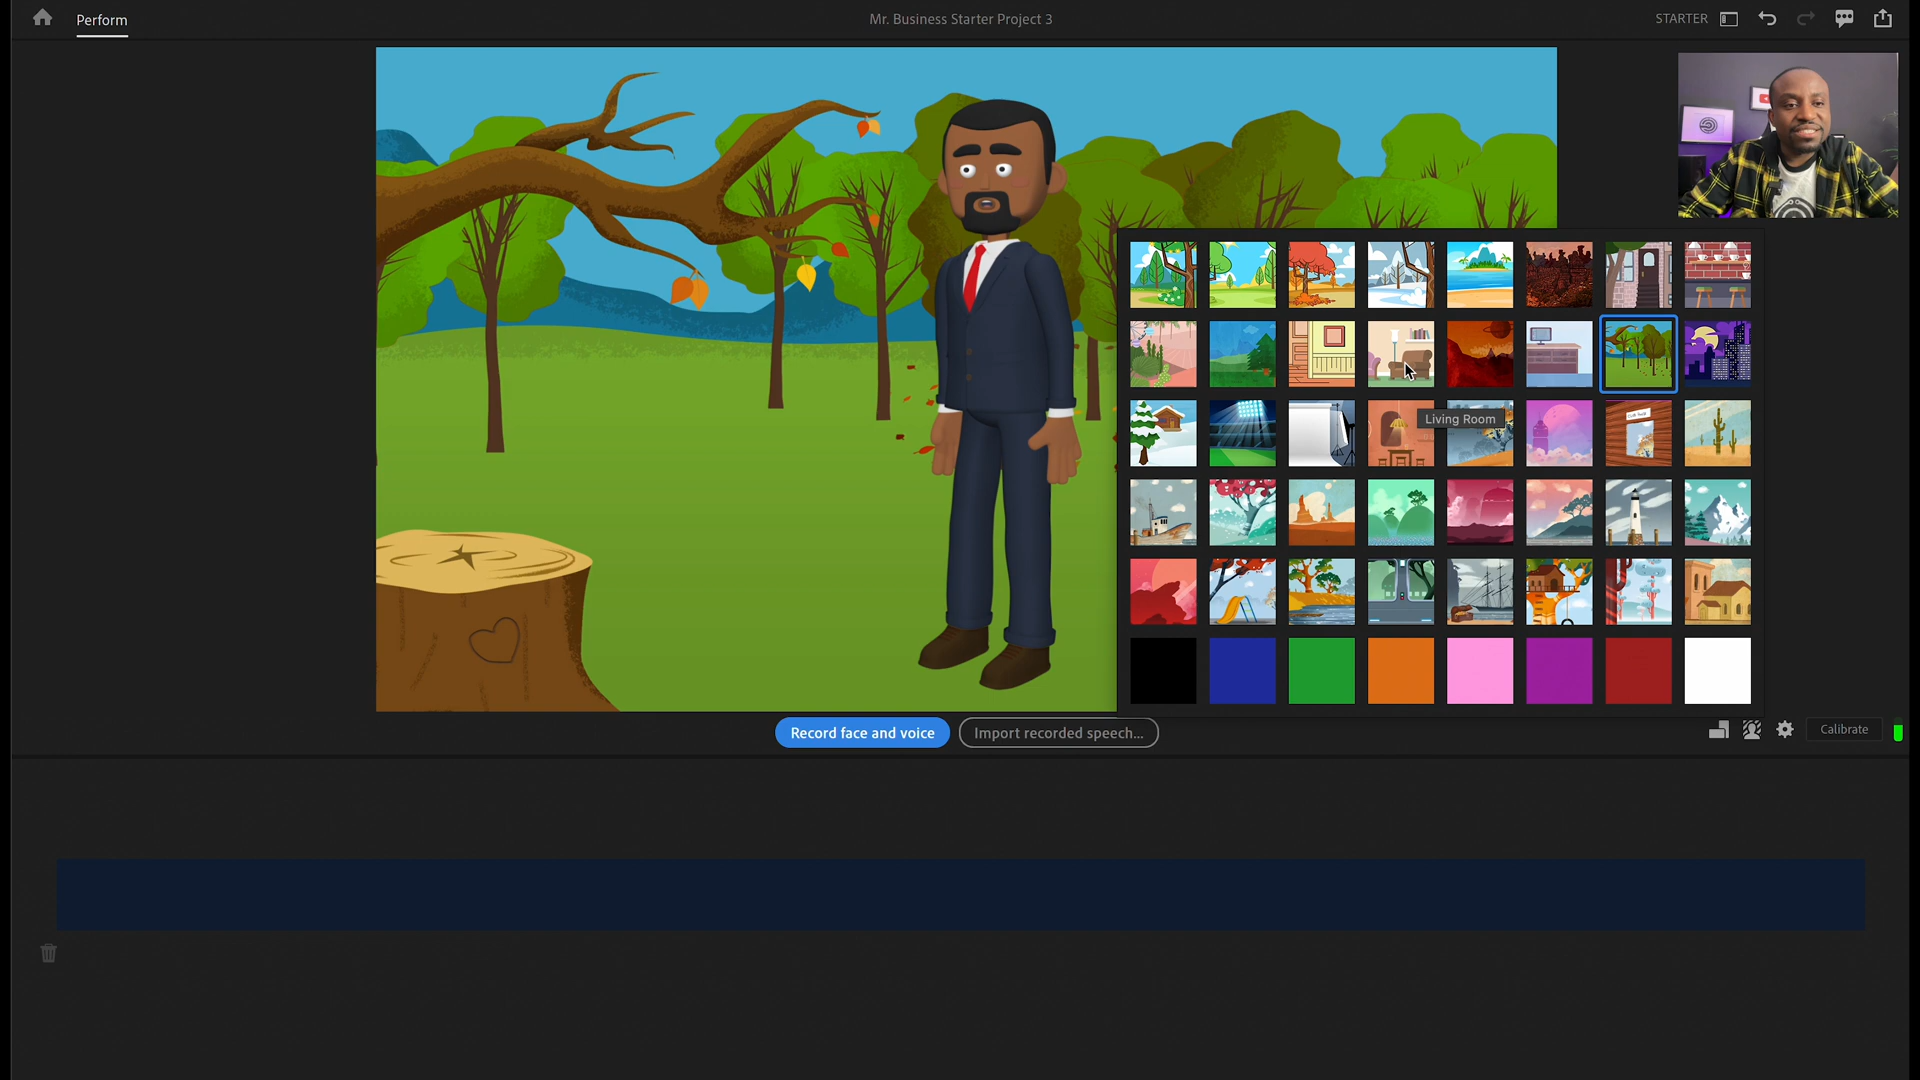 Perform
Mr. Business Starter Project 3
STARTER
Living Room
Record face and voice
Import recorded speech...
Calibrate